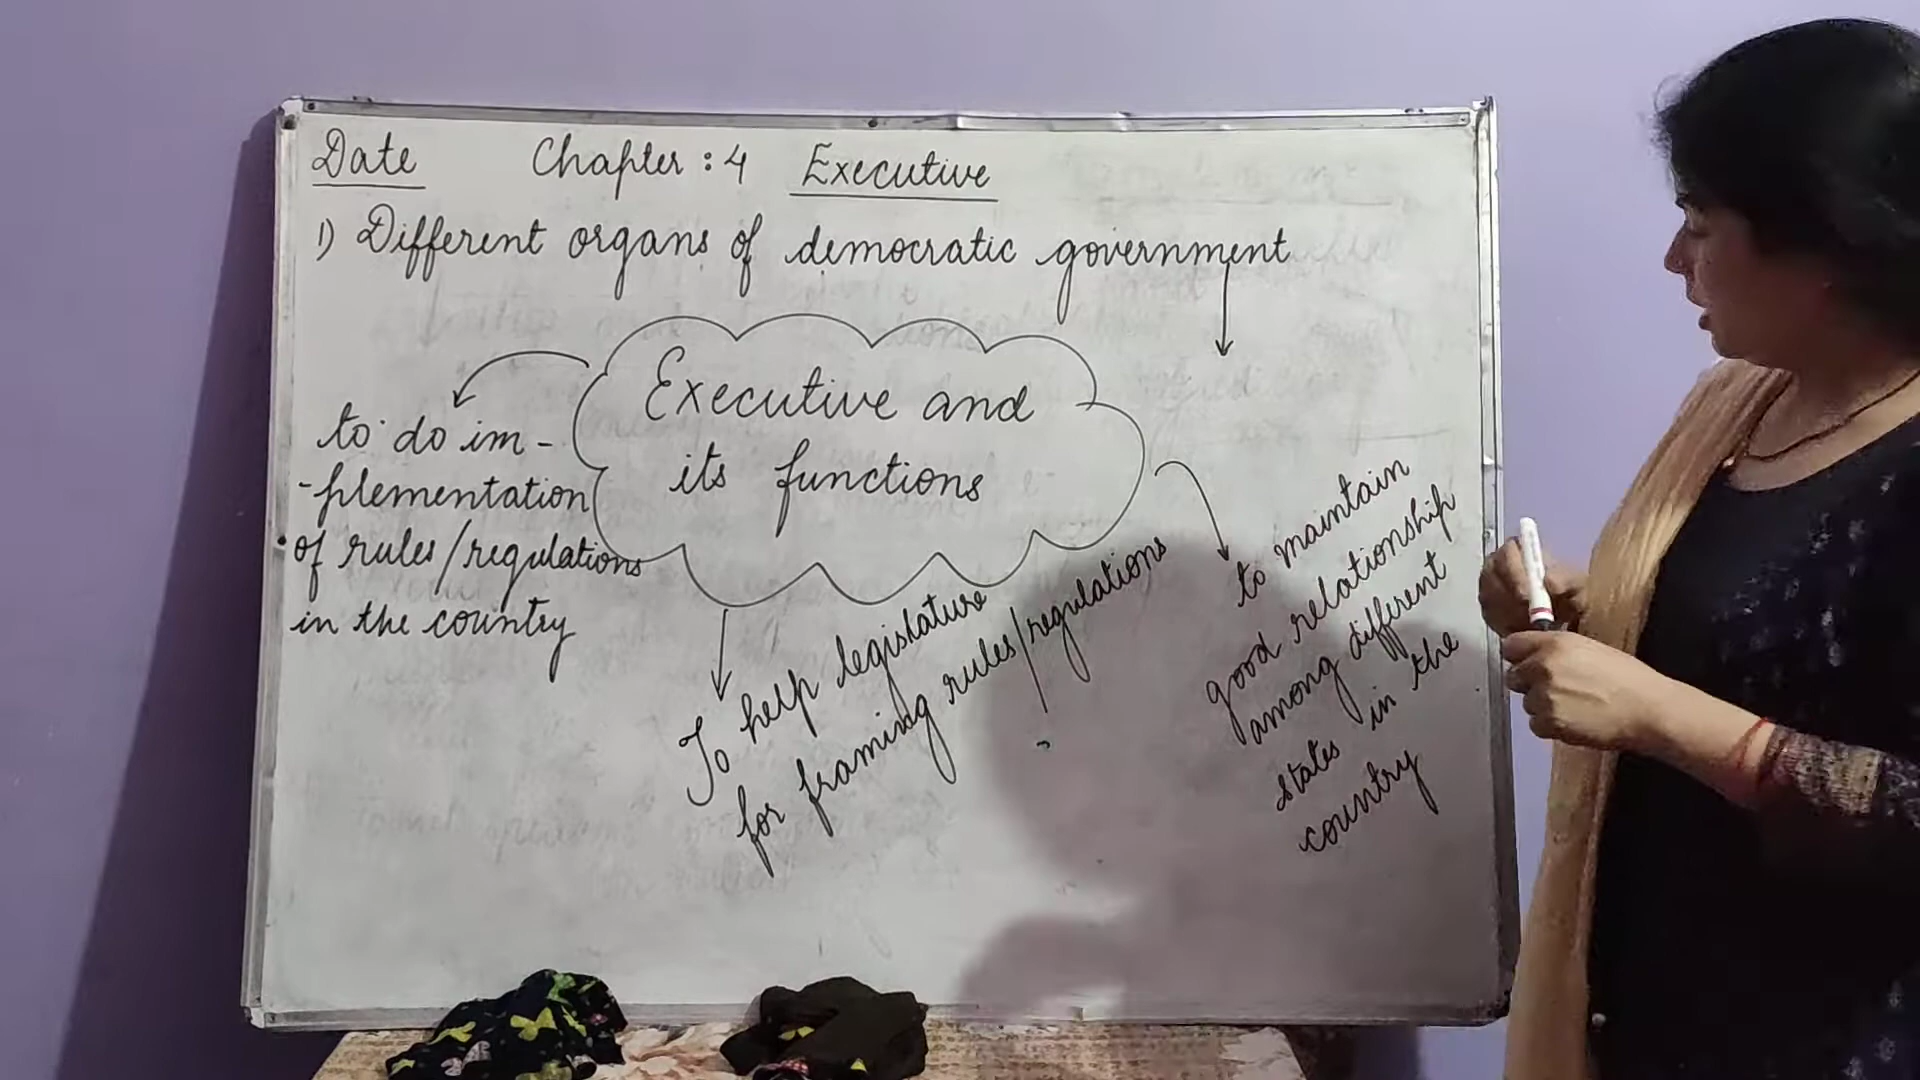 Date Chapter : 4 Executive
1) Different organs of democratic government
Executive and
its functions
to do im-
-plementation
of rules/regulations
in the country
To help legislature
for framing rules/regulations
to maintain
good relationship
among different
states in the
country